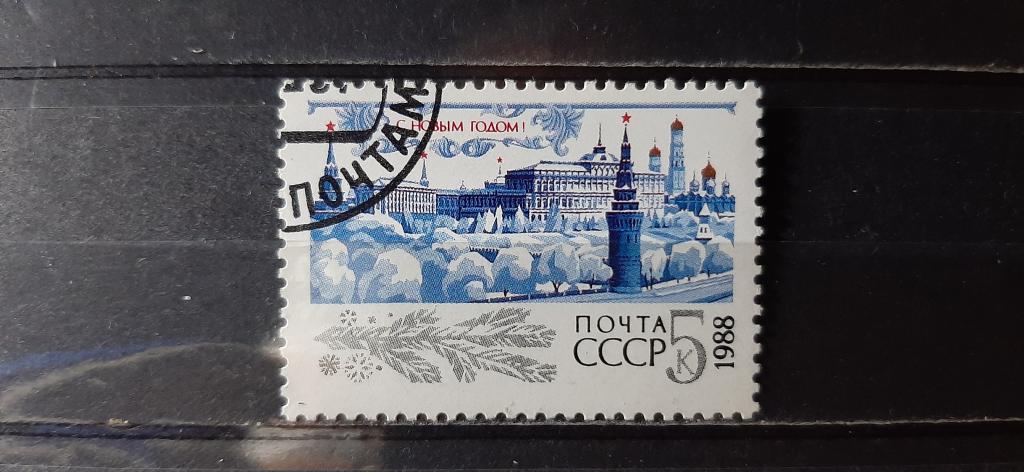 С НОВЫМ ГОДОМ!
ПОЧТАМ
ПОЧТА
СССР 5 К
1988